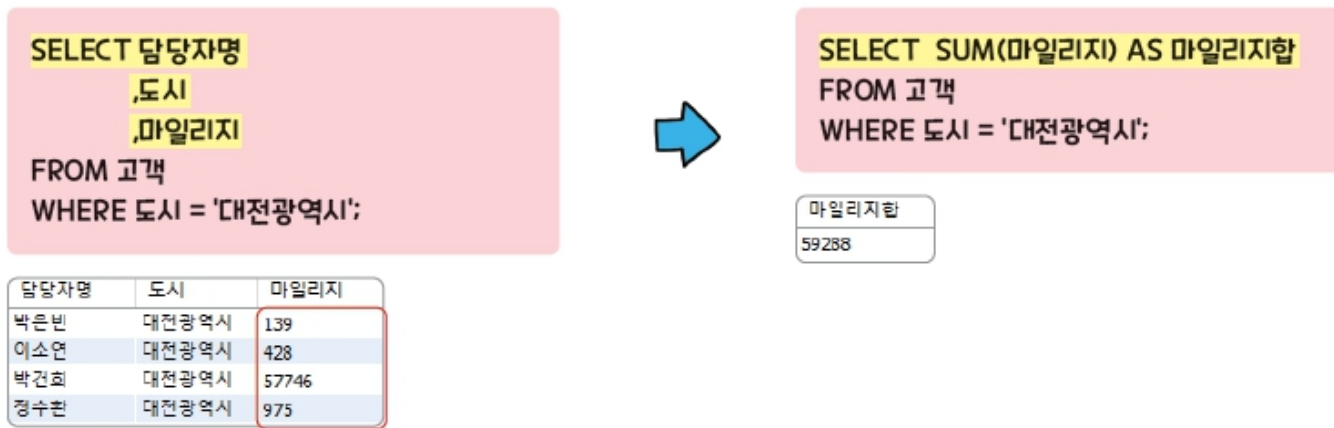 SELECT 담당자명
,도시
,마일리지
FROM 고객
WHERE 도시 = '대전광역시';
담당자명 도시 마일리지
박은빈 대전광역시 139
이소연 대전광역시 428
박건희 대전광역시 57746
정수환 대전광역시 975
SELECT SUM(마일리지) AS 마일리지합
FROM 고객
WHERE 도시 = '대전광역시';
마일리지합
59288